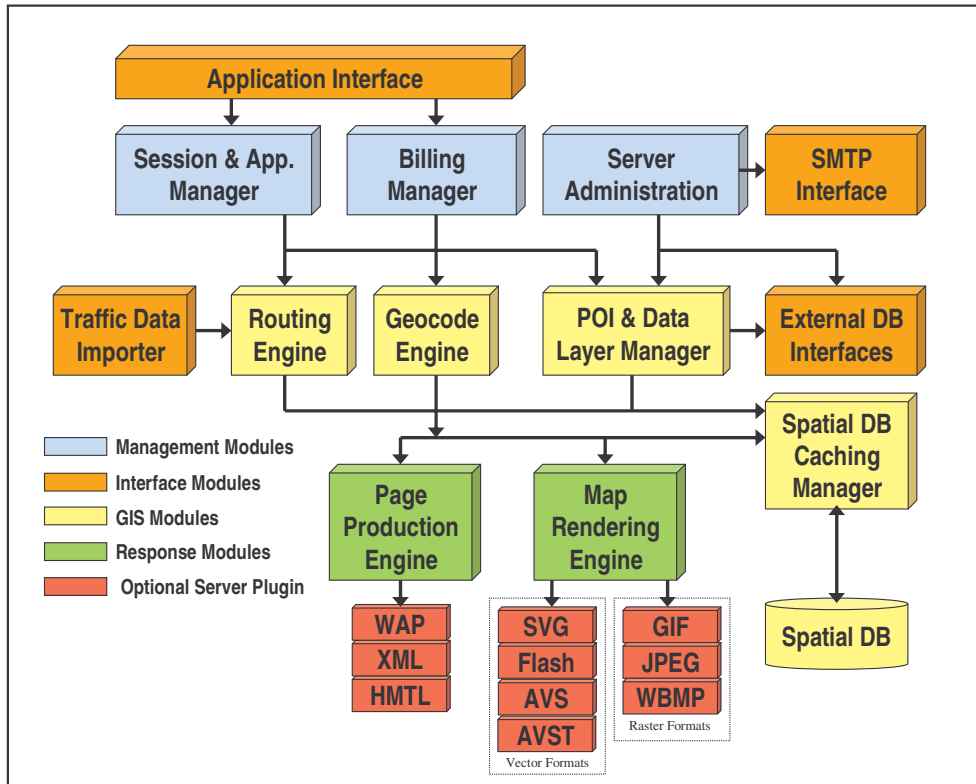 Application Interface
Session & App.
Manager
Billing
Manager
Server
Administration
SMTP
Interface
Traffic Data
Importer
Routing
Engine
Geocode
Engine
POI & Data
Layer Manager
External DB
Interfaces
Management Modules
Interface Modules
GIS Modules
Response Modules
Optional Server Plugin
Spatial DB
Caching
Manager
Page
Production
Engine
Map
Rendering
Engine
WAP
XML
HMTL
SVG
Flash
AVS
AVST
Vector Formats
GIF
JPEG
WBMP
Raster Formats
Spatial DB